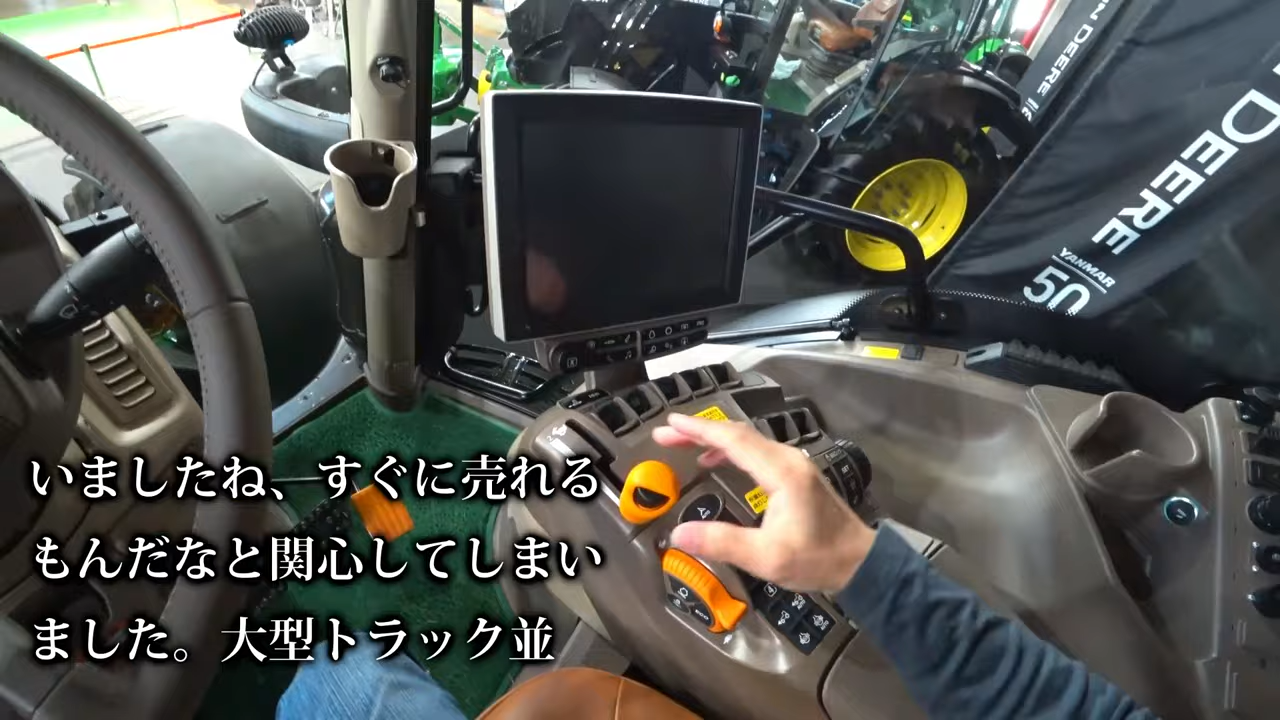 N DEERE
DEERE
YANMAR
50
いましたね、すぐに売れる
もんだなと関心してしまい
ました。大型トラック並